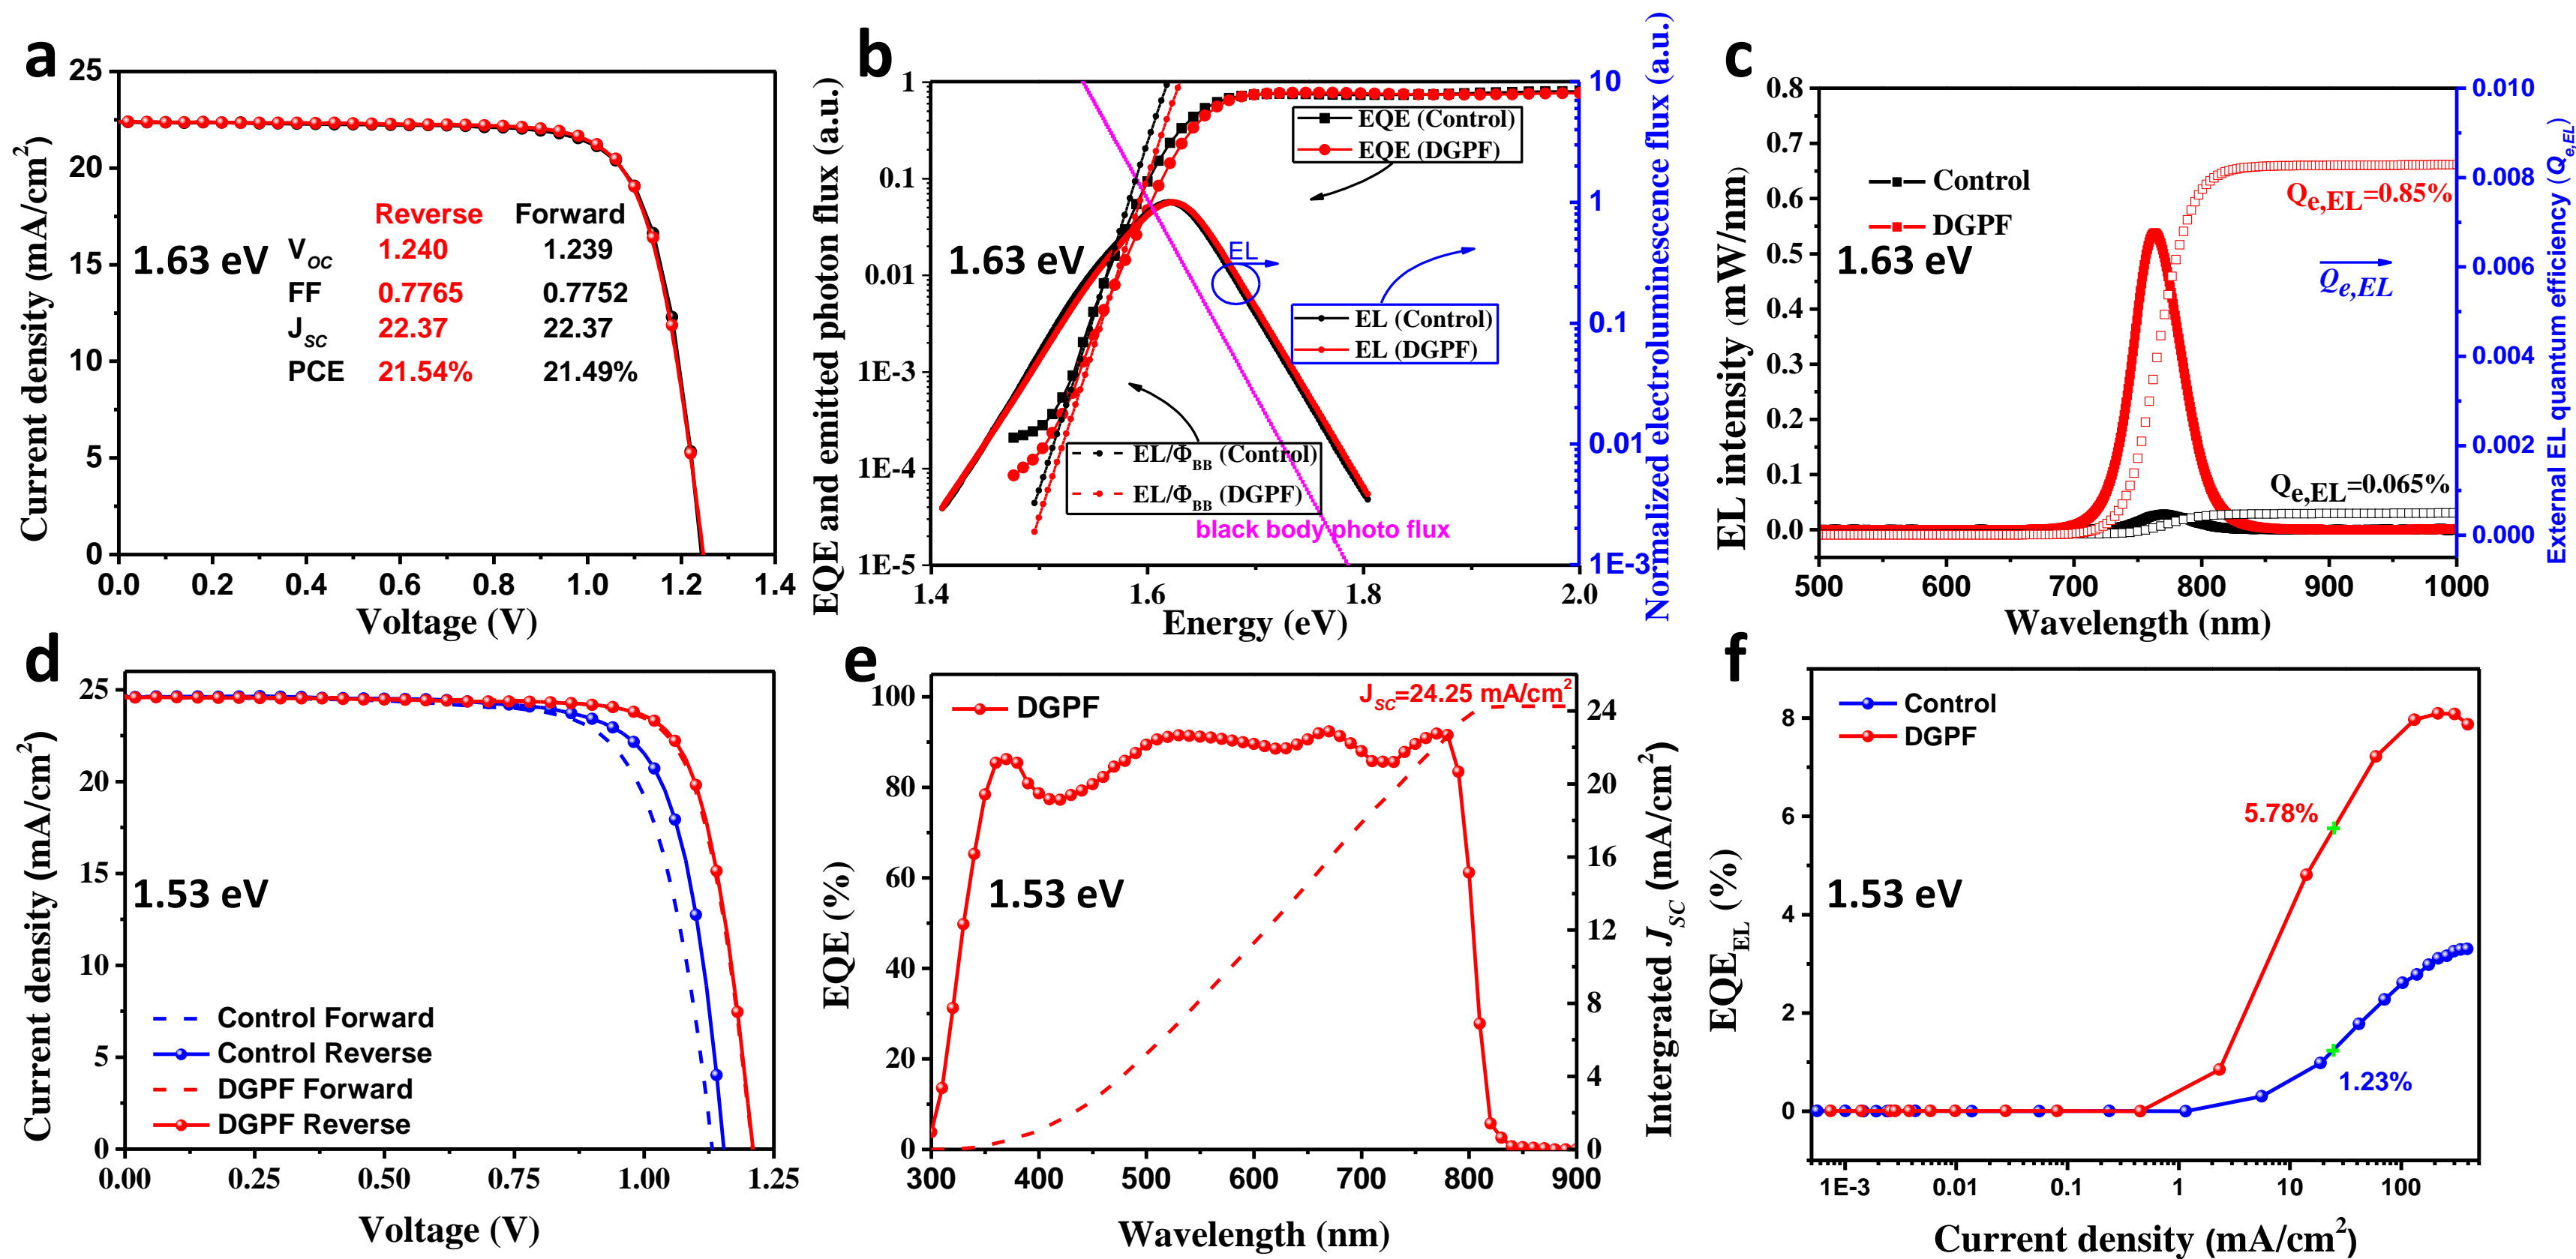 a
25
20
15
10
5
0
0.0 0.2 0.4 0.6 0.8 1.0 1.2 1.4
Current density (mA/cm2)
Voltage (V)
1.63 eV
Reverse Forward
VOC 1.240 1.239
FF 0.7765 0.7752
JSC 22.37 22.37
PCE 21.54% 21.49%
b
1
0.1
0.01
1E-3
1E-4
1E-5
1.4 1.6 1.8 2.0
10
1
0.1
0.01
1E-3
EQE and emitted photon flux (a.u.)
Normalized electroluminescence flux (a.u.)
Energy (eV)
1.63 eV
EQE (Control)
EQE (DGPF)
EL
EL (Control)
EL (DGPF)
EL/ΦBB (Control)
EL/ΦBB (DGPF)
black body photo flux
c
0.8
0.7
0.6
0.5
0.4
0.3
0.2
0.1
0.0
500 600 700 800 900 1000
0.010
0.008
0.006
0.004
0.002
0.000
EL intensity (mW/nm)
External EL quantum efficiency (Qe,EL)
Wavelength (nm)
Control
DGPF
1.63 eV
Qe,EL=0.85%
Qe,EL
Qe,EL=0.065%
d
25
20
15
10
5
0
0.00 0.25 0.50 0.75 1.00 1.25
Current density (mA/cm2)
Voltage (V)
1.53 eV
Control Forward
Control Reverse
DGPF Forward
DGPF Reverse
e
100
80
60
40
20
0
300 400 500 600 700 800 900
24
20
16
12
8
4
0
EQE (%)
Intergrated JSC (mA/cm2)
Wavelength (nm)
DGPF
JSC=24.25 mA/cm2
1.53 eV
f
8
6
4
2
0
1E-3 0.01 0.1 1 10 100
EQEEL (%)
Current density (mA/cm2)
Control
DGPF
5.78%
1.53 eV
1.23%